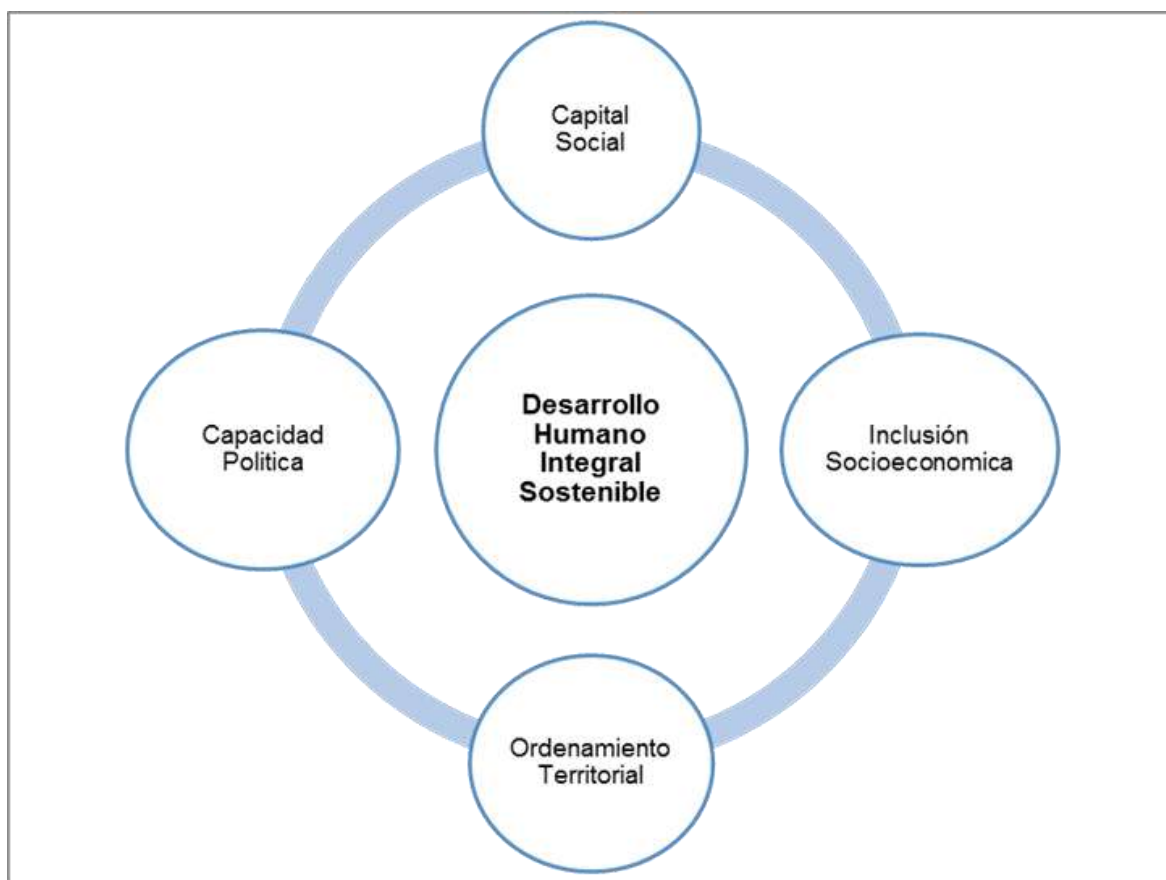 Capital
Social
Capacidad
Politica
Desarrollo
Humano
Integral
Sostenible
Inclusión
Socioeconomica
Ordenamiento
Territorial